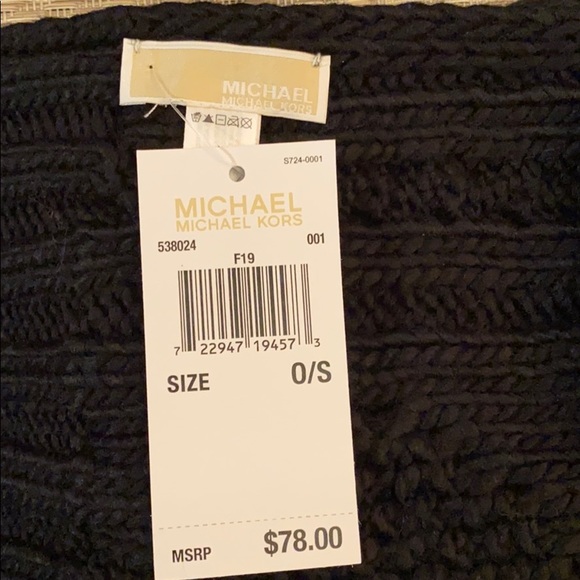 MICHAEL
MICHAEL KORS
S724-0001
MICHAEL
MICHAEL KORS
538024 001
F19
7 22947 19457 3
SIZE O/S
MSRP $78.00